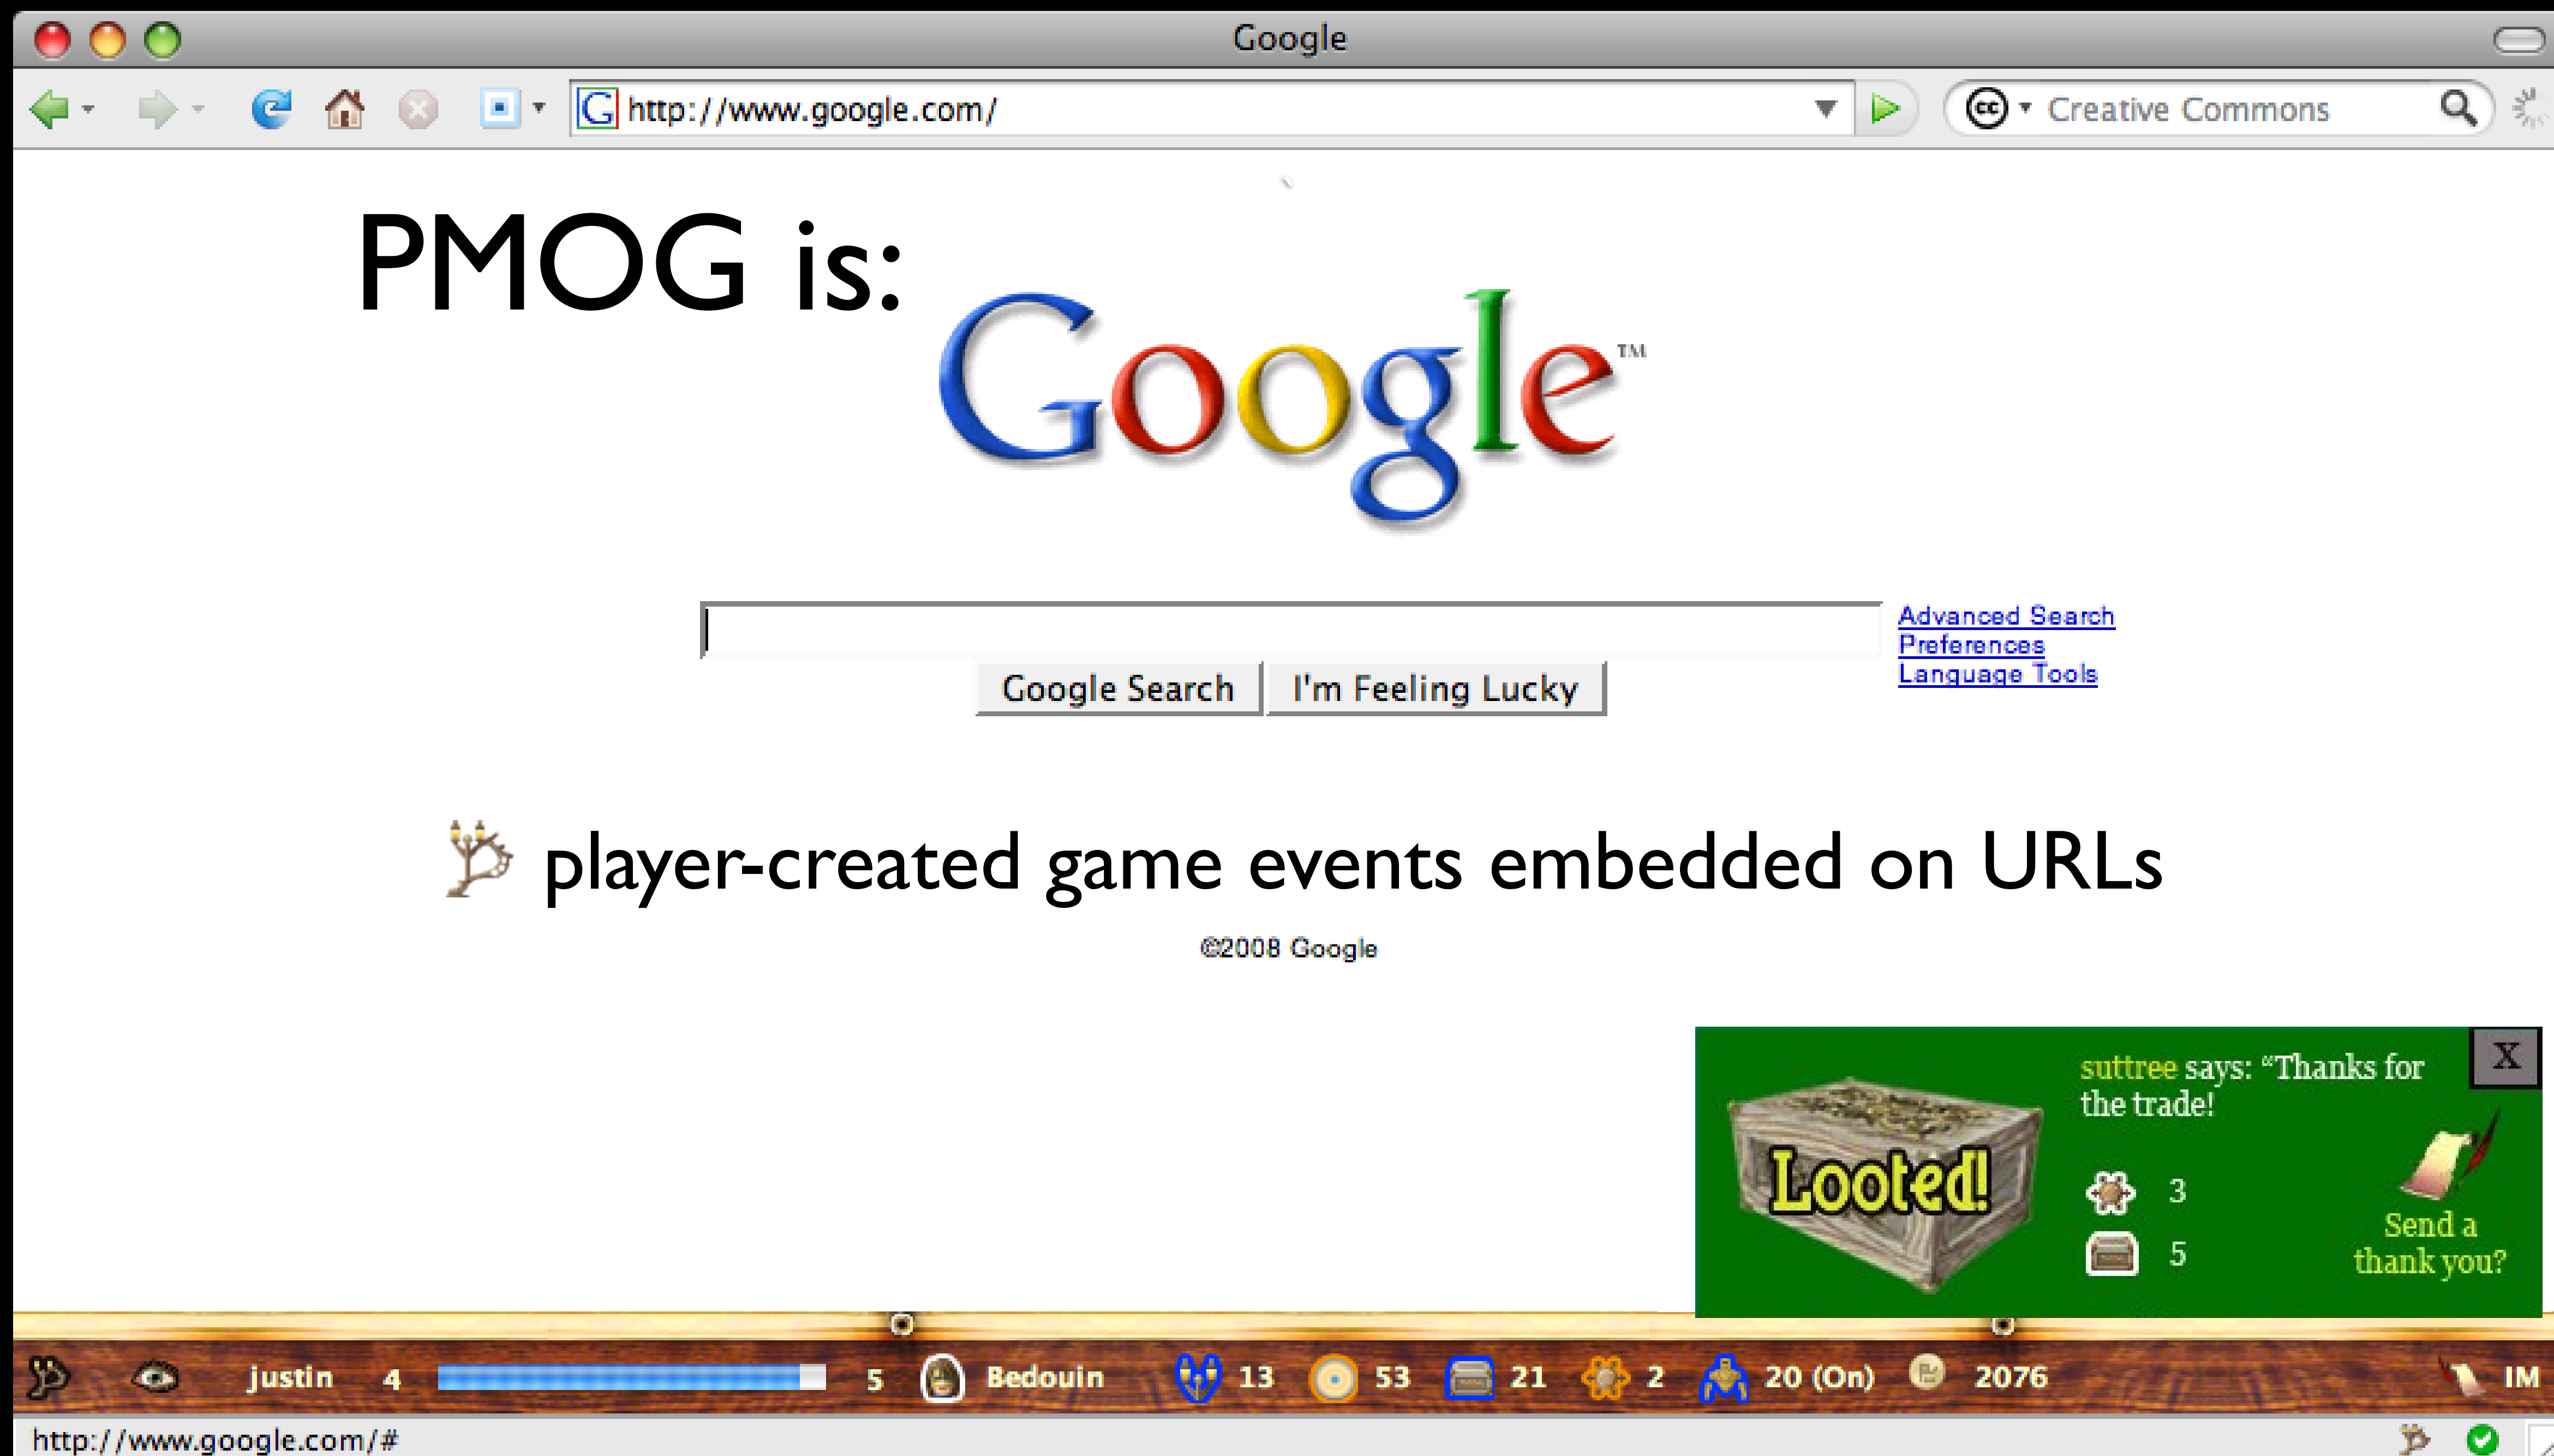 Google
http://www.google.com/
cc Creative Commons
PMOG is:
Google™
Advanced Search
Preferences
Language Tools
Google Search I'm Feeling Lucky
player-created game events embedded on URLs
©2008 Google
X
suttree says: “Thanks for
the trade!
Looted!
3
5
Send a
thank you?
justin 4 5 Bedouin 13 53 21 2 20 (On) 2076 IM
http://www.google.com/#